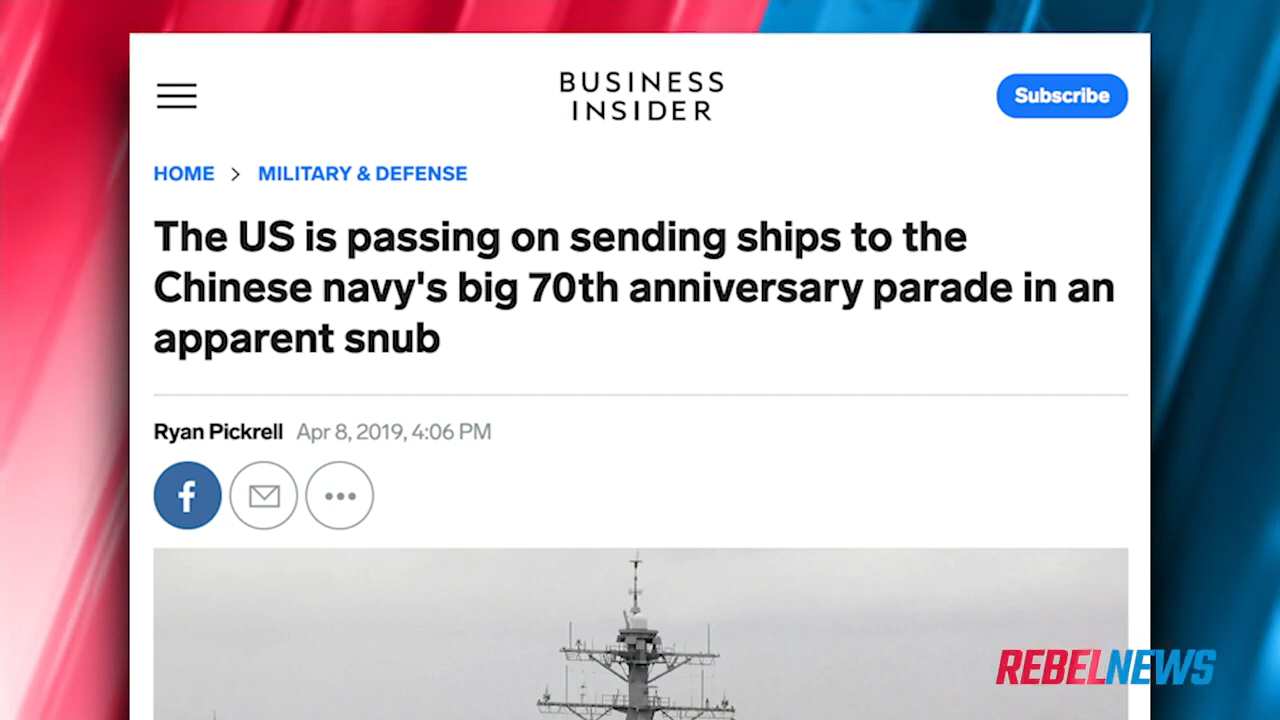 BUSINESS
INSIDER
Subscribe
HOME > MILITARY & DEFENSE
The US is passing on sending ships to the
Chinese navy's big 70th anniversary parade in an
apparent snub
Ryan Pickrell Apr 8, 2019, 4:06 PM
REBELNEWS